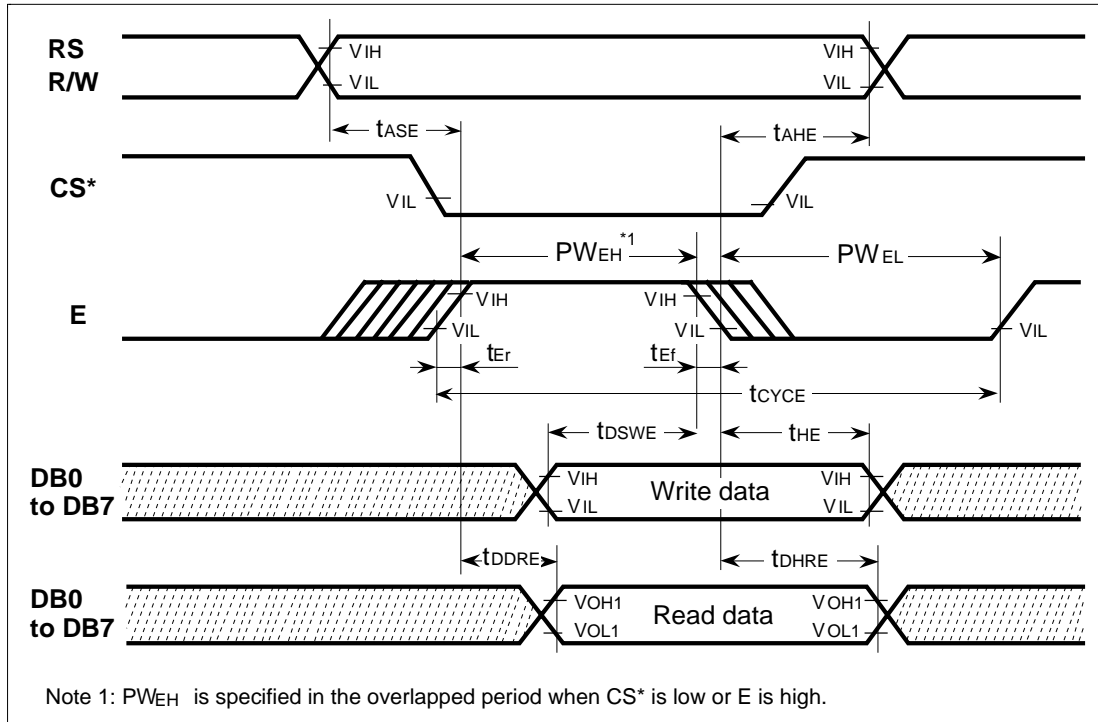 RS
R/W
VIH
VIL
VIH
VIL
tASE
tAHE
CS*
VIL
VIL
PWEH*1
PWEL
E
VIH
VIL
VIH
VIL
VIL
tEr
tEf
tCYCE
tDSWE
tHE
DB0
to DB7
VIH
VIL
Write data
VIH
VIL
tDDRE
tDHRE
DB0
to DB7
VOH1
VOL1
Read data
VOH1
VOL1
Note 1: PWEH is specified in the overlapped period when CS* is low or E is high.